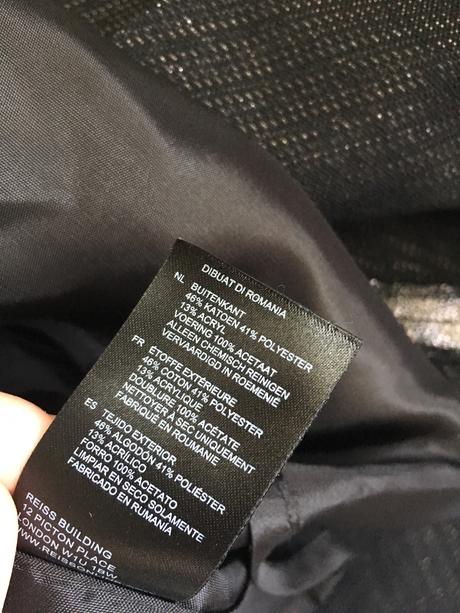 DIBUAT DI ROMANIA
NL BUITENKANT
46% KATOEN 41% POLYESTER
13% ACRYL
VOERING 100% ACETAAT
ALLEEN CHEMISCH REINIGEN
VERVAARDIGD IN ROEMENIË
FR ÉTOFFE EXTÉRIEURE
46% COTON 41% POLYESTER
13% ACRYLIQUE
DOUBLURE 100% ACÉTATE
NETTOYER À SEC UNIQUEMENT
FABRIQUÉ EN ROUMANIE
ES TEJIDO EXTERIOR
46% ALGODÓN 41% POLIÉSTER
13% ACRÍLICO
FORRO 100% ACETATO
LIMPIAR EN SECO SOLAMENTE
FABRICADO EN RUMANÍA
REISS BUILDING
12 PICTON PLACE
LONDON W1U 1BW